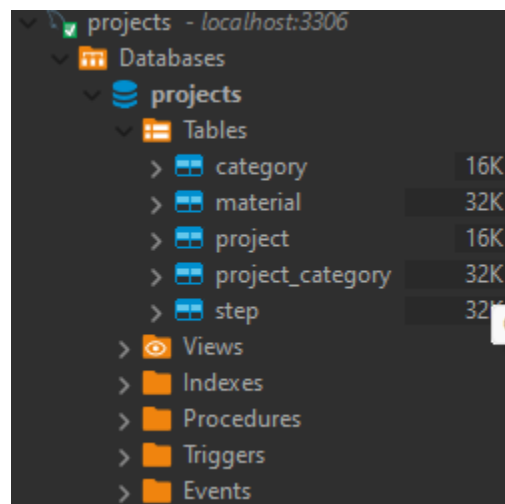 projects - localhost:3306
Databases
projects
Tables
category 16K
material 32K
project 16K
project_category 32K
step 32K
Views
Indexes
Procedures
Triggers
Events